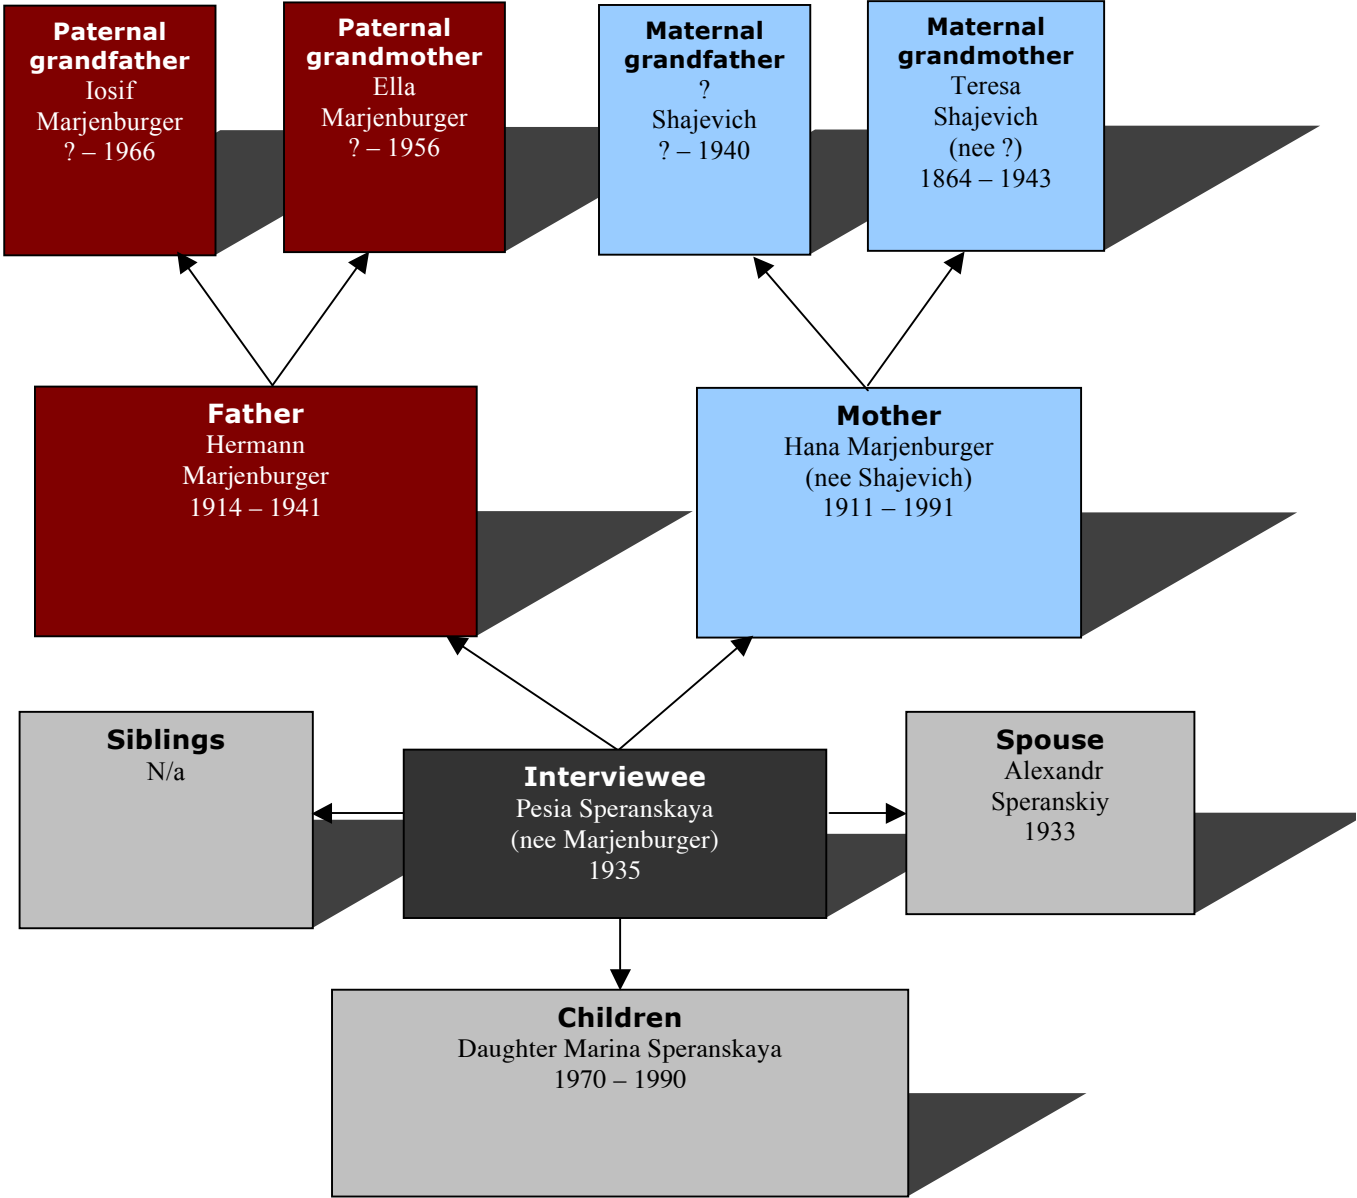 Paternal
grandfather
Iosif
Marjenburger
? – 1966
Paternal
grandmother
Ella
Marjenburger
? – 1956
Maternal
grandfather
?
Shajevich
? – 1940
Maternal
grandmother
Teresa
Shajevich
(nee ?)
1864 – 1943
Father
Hermann
Marjenburger
1914 – 1941
Mother
Hana Marjenburger
(nee Shajevich)
1911 – 1991
Siblings
N/a
Interviewee
Pesia Speranskaya
(nee Marjenburger)
1935
Spouse
Alexandr
Speranskiy
1933
Children
Daughter Marina Speranskaya
1970 – 1990